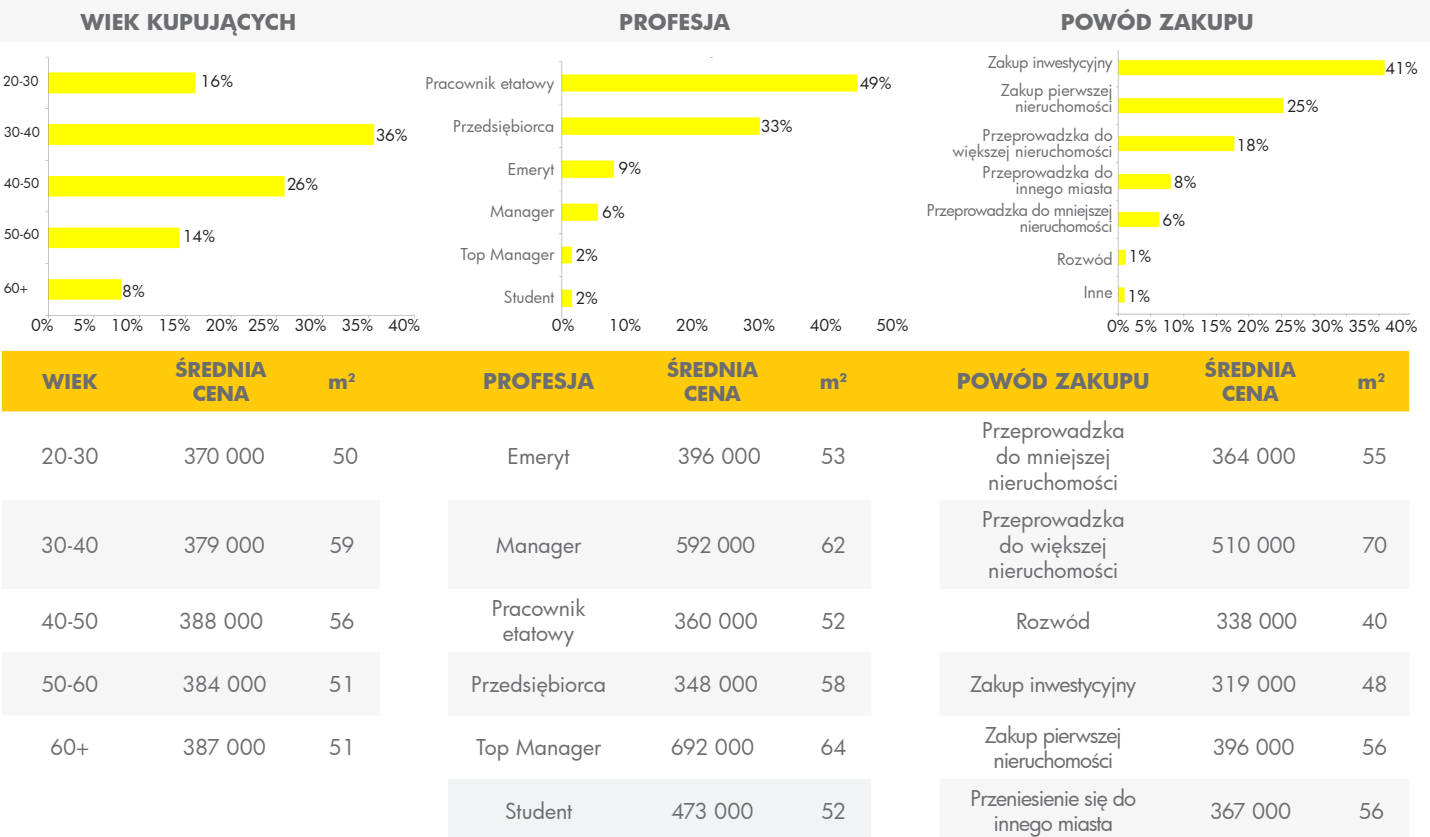 WIEK KUPUJĄCYCH
20-30
16%
30-40
36%
40-50
26%
50-60
14%
60+
8%
0% 5% 10% 15% 20% 25% 30% 35% 40%
PROFESJA
Pracownik etatowy
49%
Przedsiębiorca
33%
Emeryt
9%
Manager
6%
Top Manager
2%
Student
2%
0% 10% 20% 30% 40% 50%
POWÓD ZAKUPU
Zakup inwestycyjny
41%
Zakup pierwszej
nieruchomości
25%
Przeprowadzka do
większej nieruchomości
18%
Przeprowadzka do
innego miasta
8%
Przeprowadzka do mniejszej
nieruchomości
6%
Rozwód
1%
Inne
1%
0% 5% 10% 15% 20% 25% 30% 35% 40%
WIEK
ŚREDNIA
CENA
m²
20-30 370 000 50
30-40 379 000 59
40-50 388 000 56
50-60 384 000 51
60+ 387 000 51
PROFESJA
ŚREDNIA
CENA
m²
Emeryt 396 000 53
Manager 592 000 62
Pracownik
etatowy
360 000 52
Przedsiębiorca 348 000 58
Top Manager 692 000 64
Student 473 000 52
POWÓD ZAKUPU
ŚREDNIA
CENA
m²
Przeprowadzka
do mniejszej
nieruchomości
364 000 55
Przeprowadzka
do większej
nieruchomości
510 000 70
Rozwód 338 000 40
Zakup inwestycyjny 319 000 48
Zakup pierwszej
nieruchomości
396 000 56
Przeniesienie się do
innego miasta
367 000 56